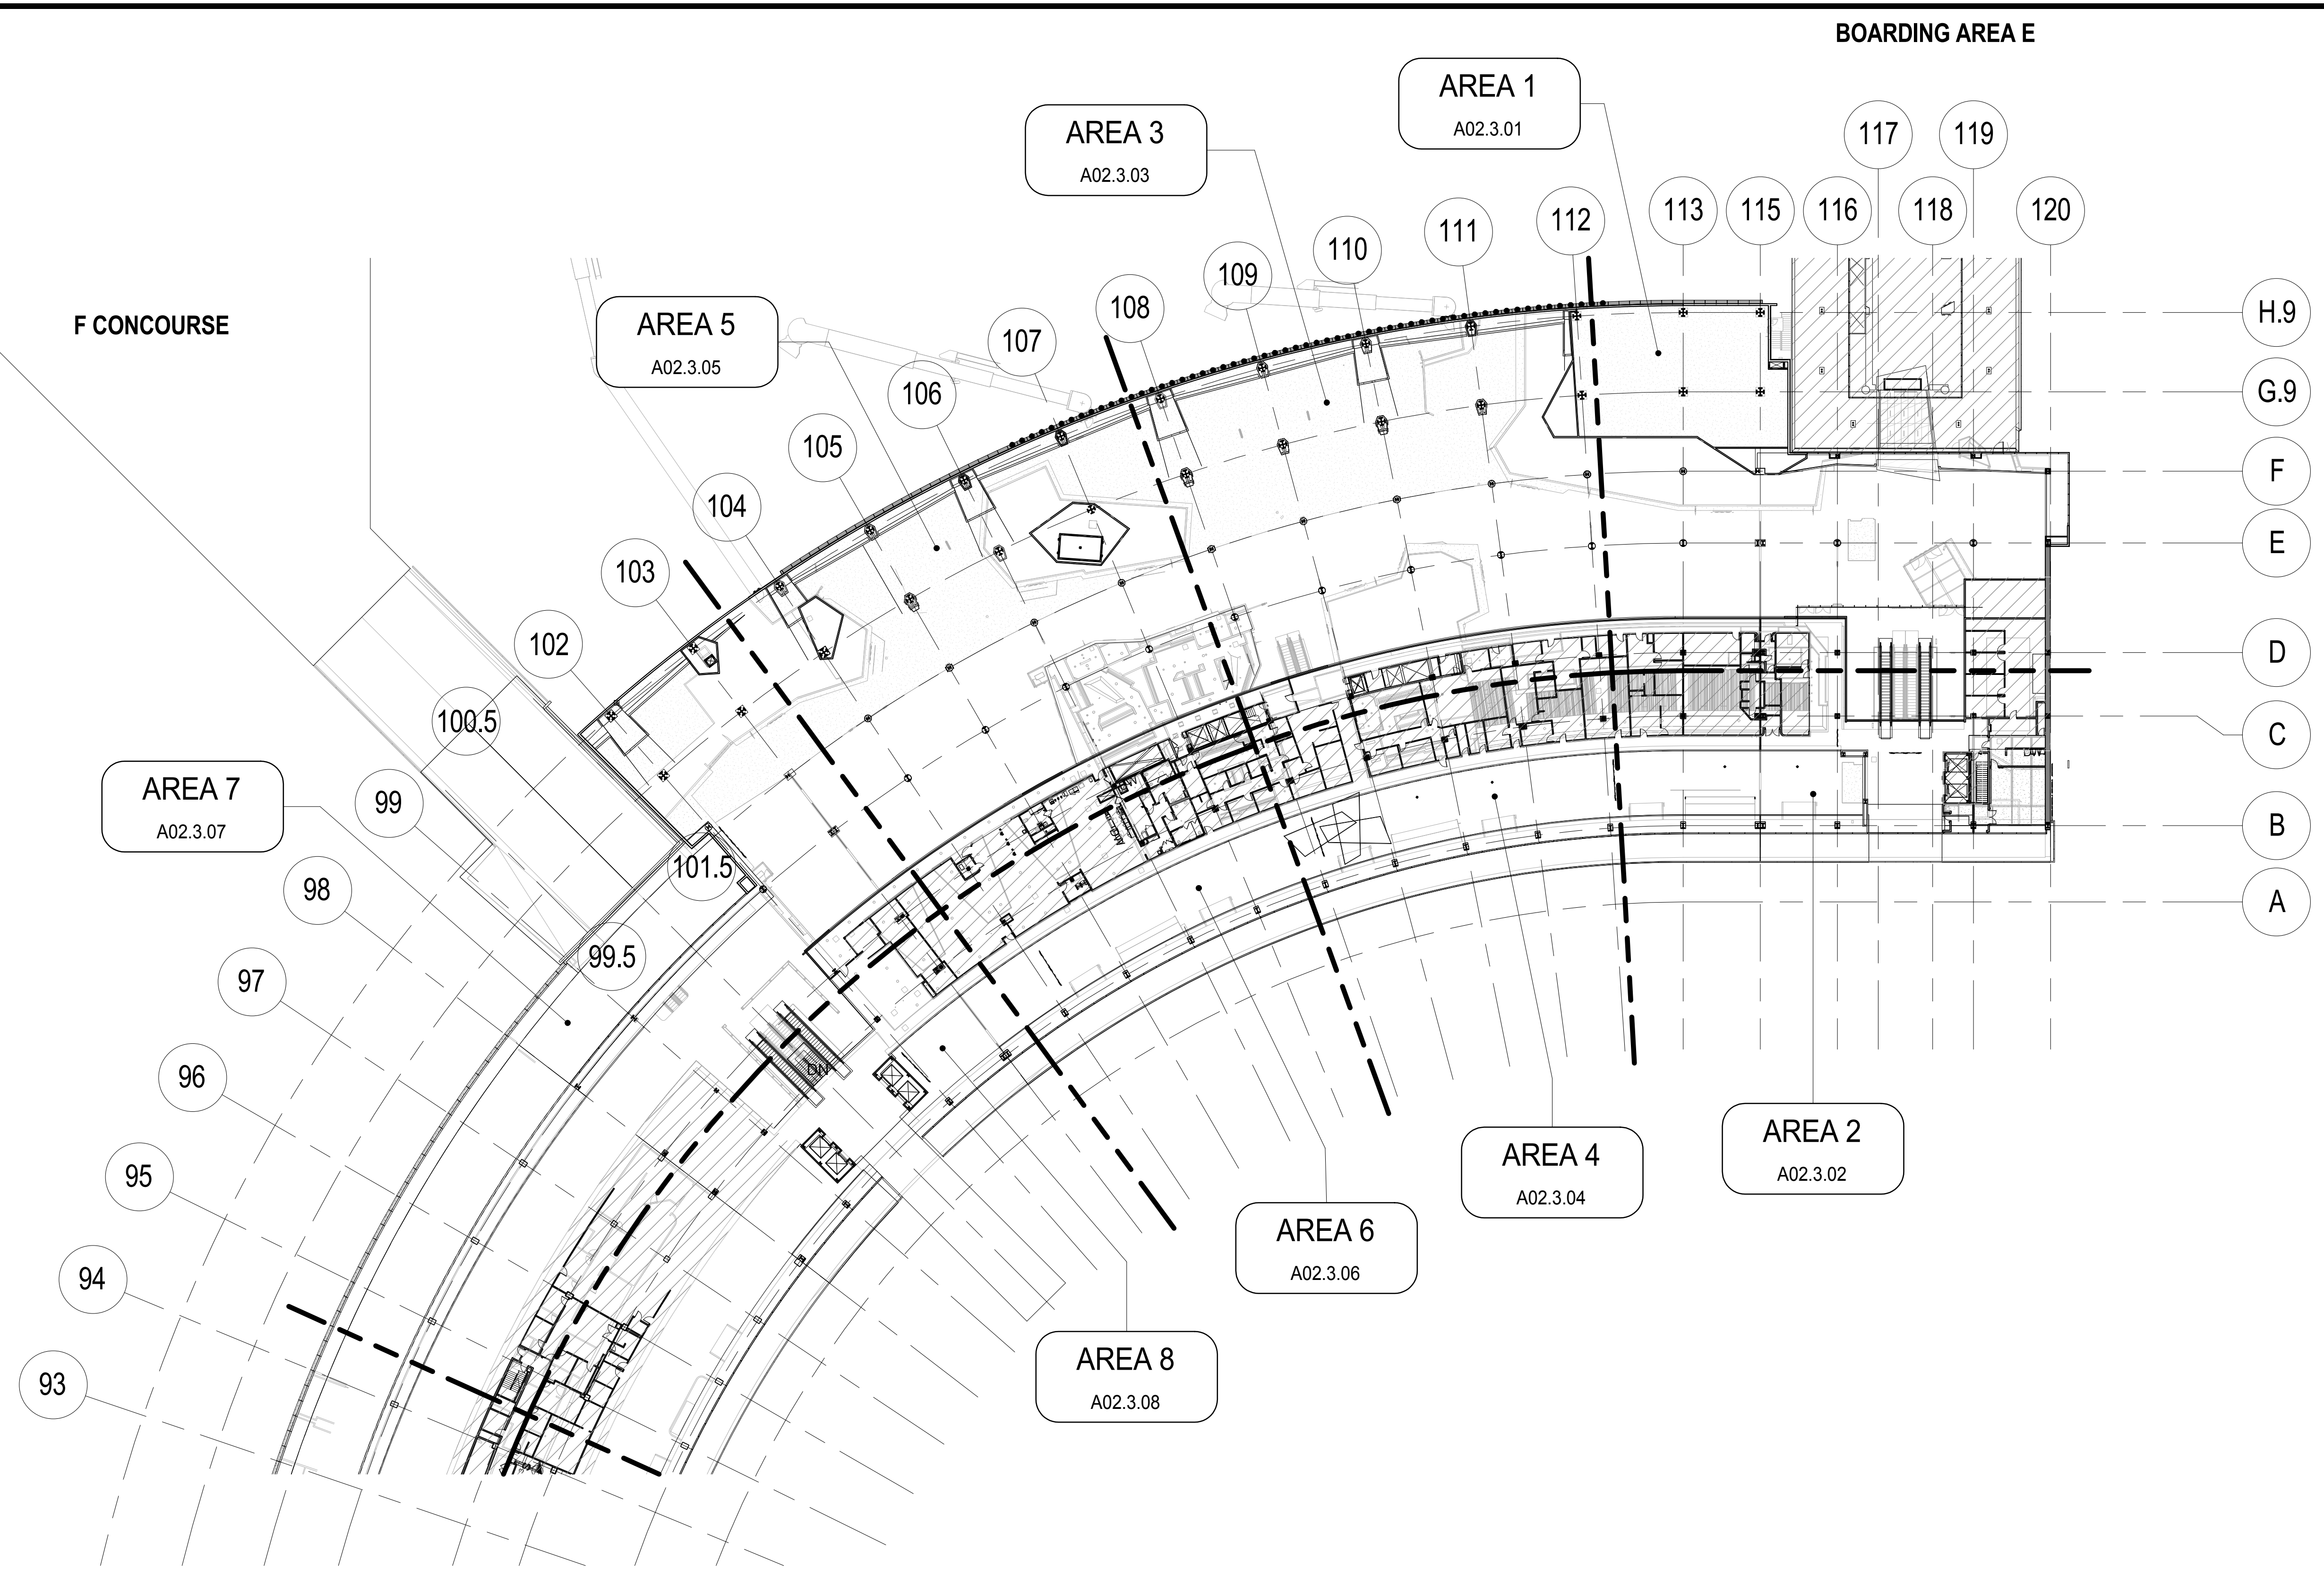 BOARDING AREA E
AREA 1
A02.3.01
AREA 3
A02.3.03
117
119
113
115
116
118
120
112
111
110
109
108
107
106
105
104
103
102
F CONCOURSE
AREA 5
A02.3.05
H.9
G.9
F
E
D
C
B
A
100.5
99
AREA 7
A02.3.07
101.5
98
99.5
97
96
95
94
93
DN
AREA 2
A02.3.02
AREA 4
A02.3.04
AREA 6
A02.3.06
AREA 8
A02.3.08